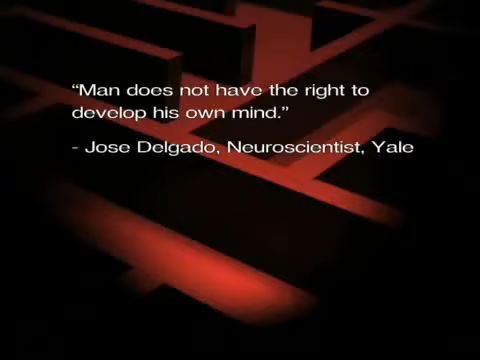 “Man does not have the right to
develop his own mind.”
- Jose Delgado, Neuroscientist, Yale